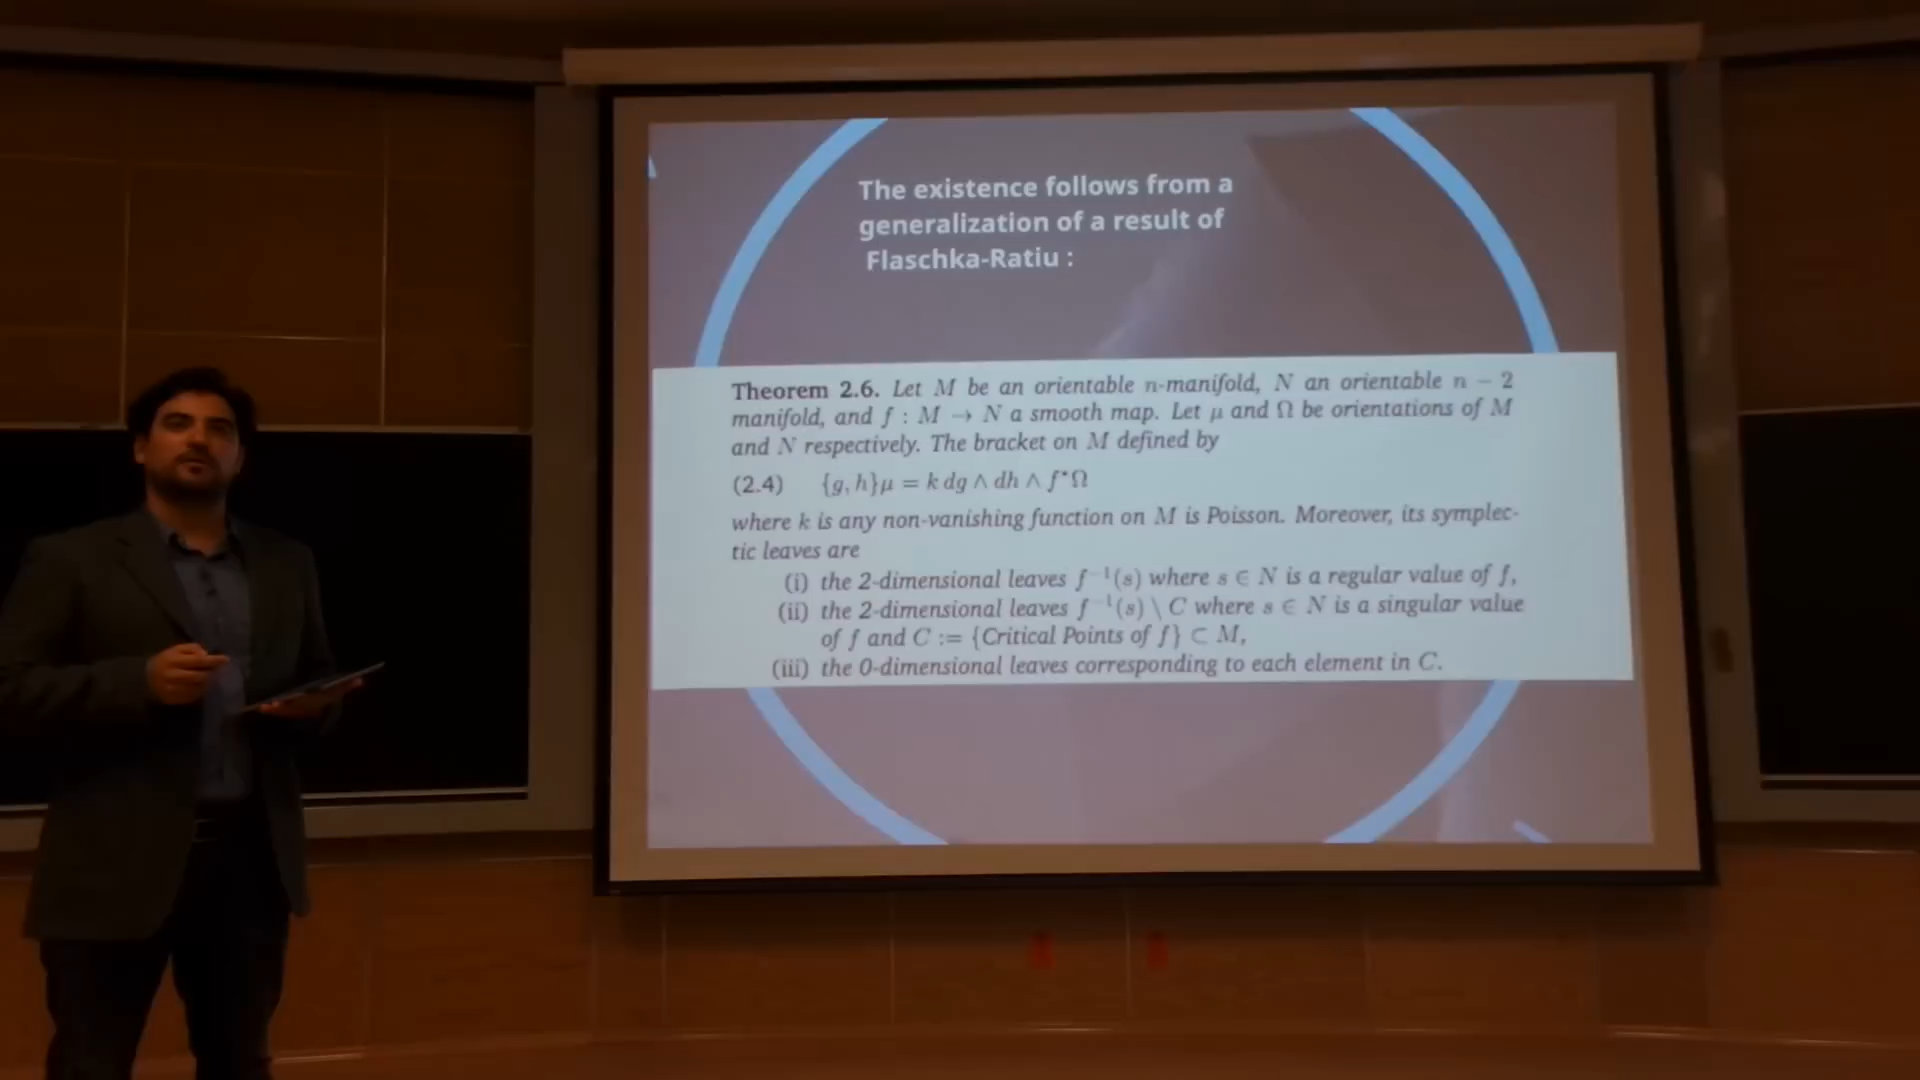 The existence follows from a
generalization of a result of
Flaschka-Ratiu :
Theorem 2.6. Let M be an orientable n-manifold, N an orientable n − 2
manifold, and f : M → N a smooth map. Let μ and Ω be orientations of M
and N respectively. The bracket on M defined by
(2.4) {g, h}μ = k dg ∧ dh ∧ f*Ω
where k is any non-vanishing function on M is Poisson. Moreover, its symplec-
tic leaves are
(i) the 2-dimensional leaves f⁻¹(s) where s ∈ N is a regular value of f,
(ii) the 2-dimensional leaves f⁻¹(s) \ C where s ∈ N is a singular value
of f and C := {Critical Points of f} ⊂ M,
(iii) the 0-dimensional leaves corresponding to each element in C.